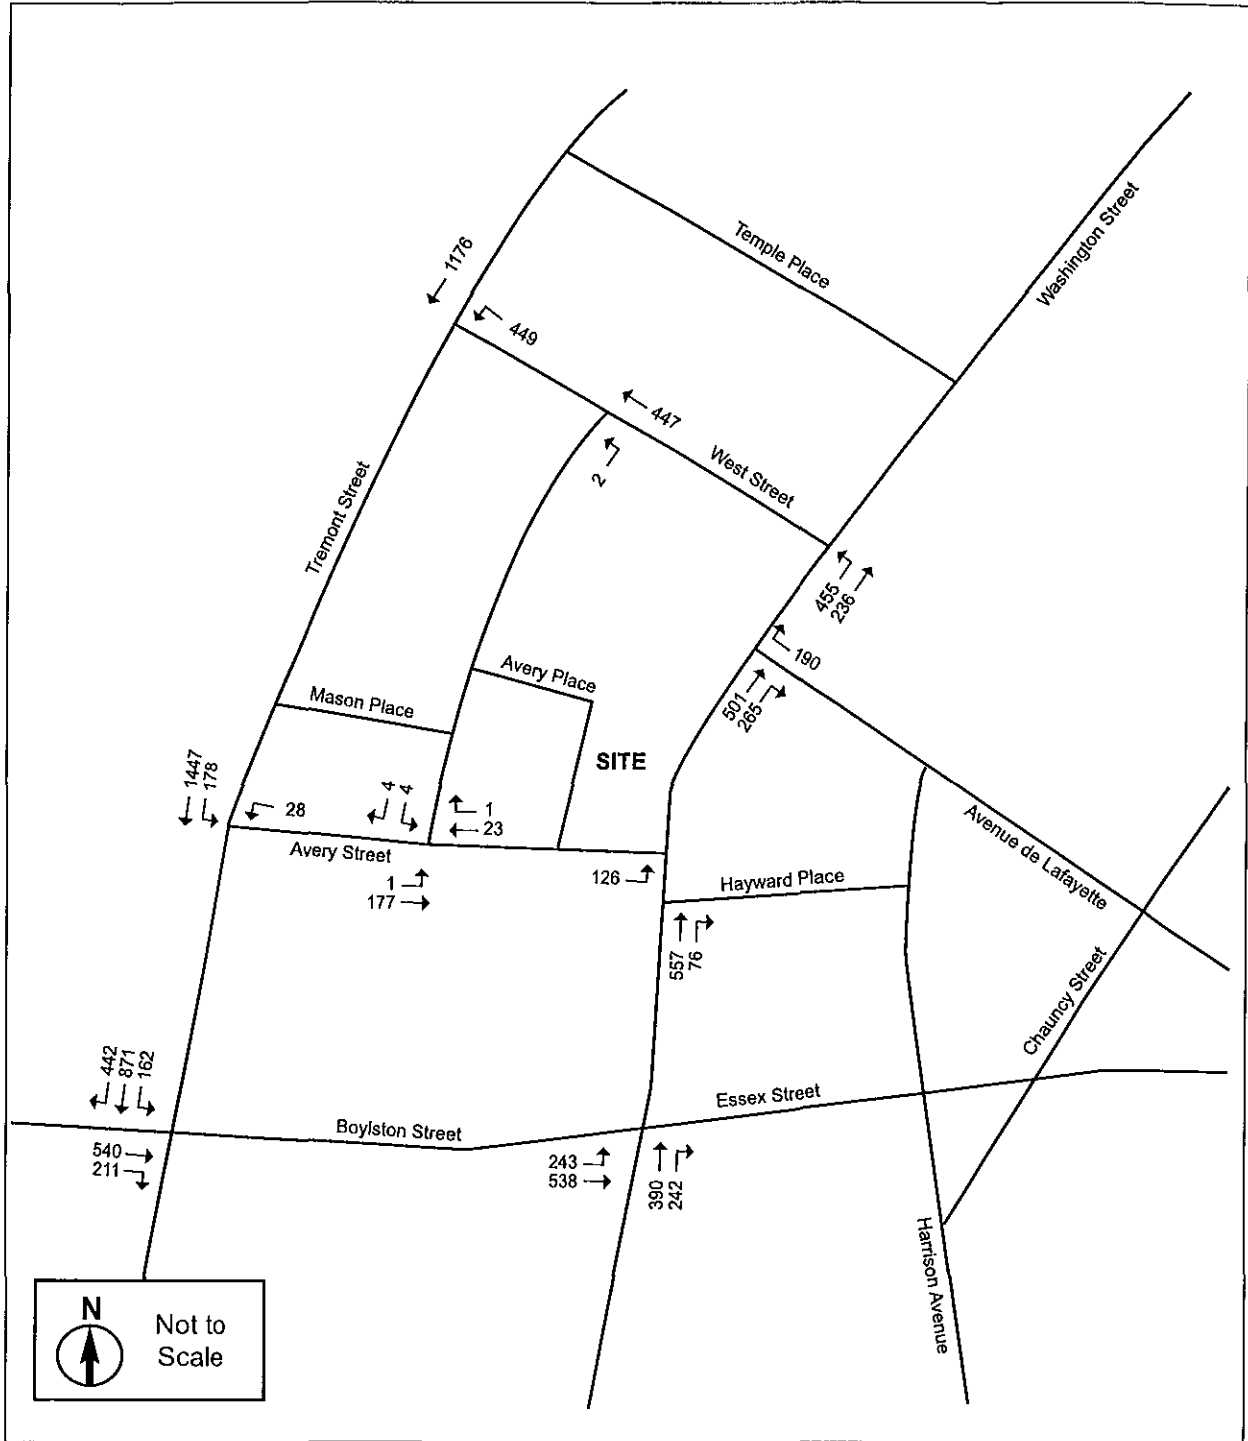 Temple Place
Washington Street
1176
449
447
2
West Street
Tremont Street
455
236
190
501
265
Avery Place
Mason Place
SITE
1447
178
28
4
4
1
23
Avery Street
1
177
126
Hayward Place
Avenue de Lafayette
557
76
Chauncy Street
442
871
162
Essex Street
Boylston Street
540
211
243
538
390
242
Harrison Avenue
N
Not to
Scale